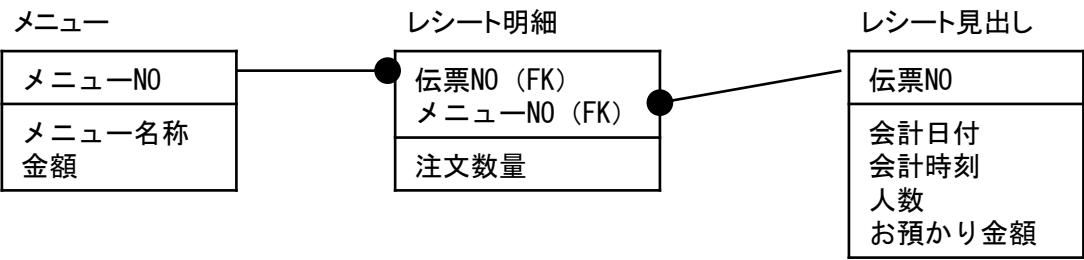 メニュー
メニューNO
メニュー名称
金額
レシート明細
伝票NO (FK)
メニューNO (FK)
注文数量
レシート見出し
伝票NO
会計日付
会計時刻
人数
お預かり金額